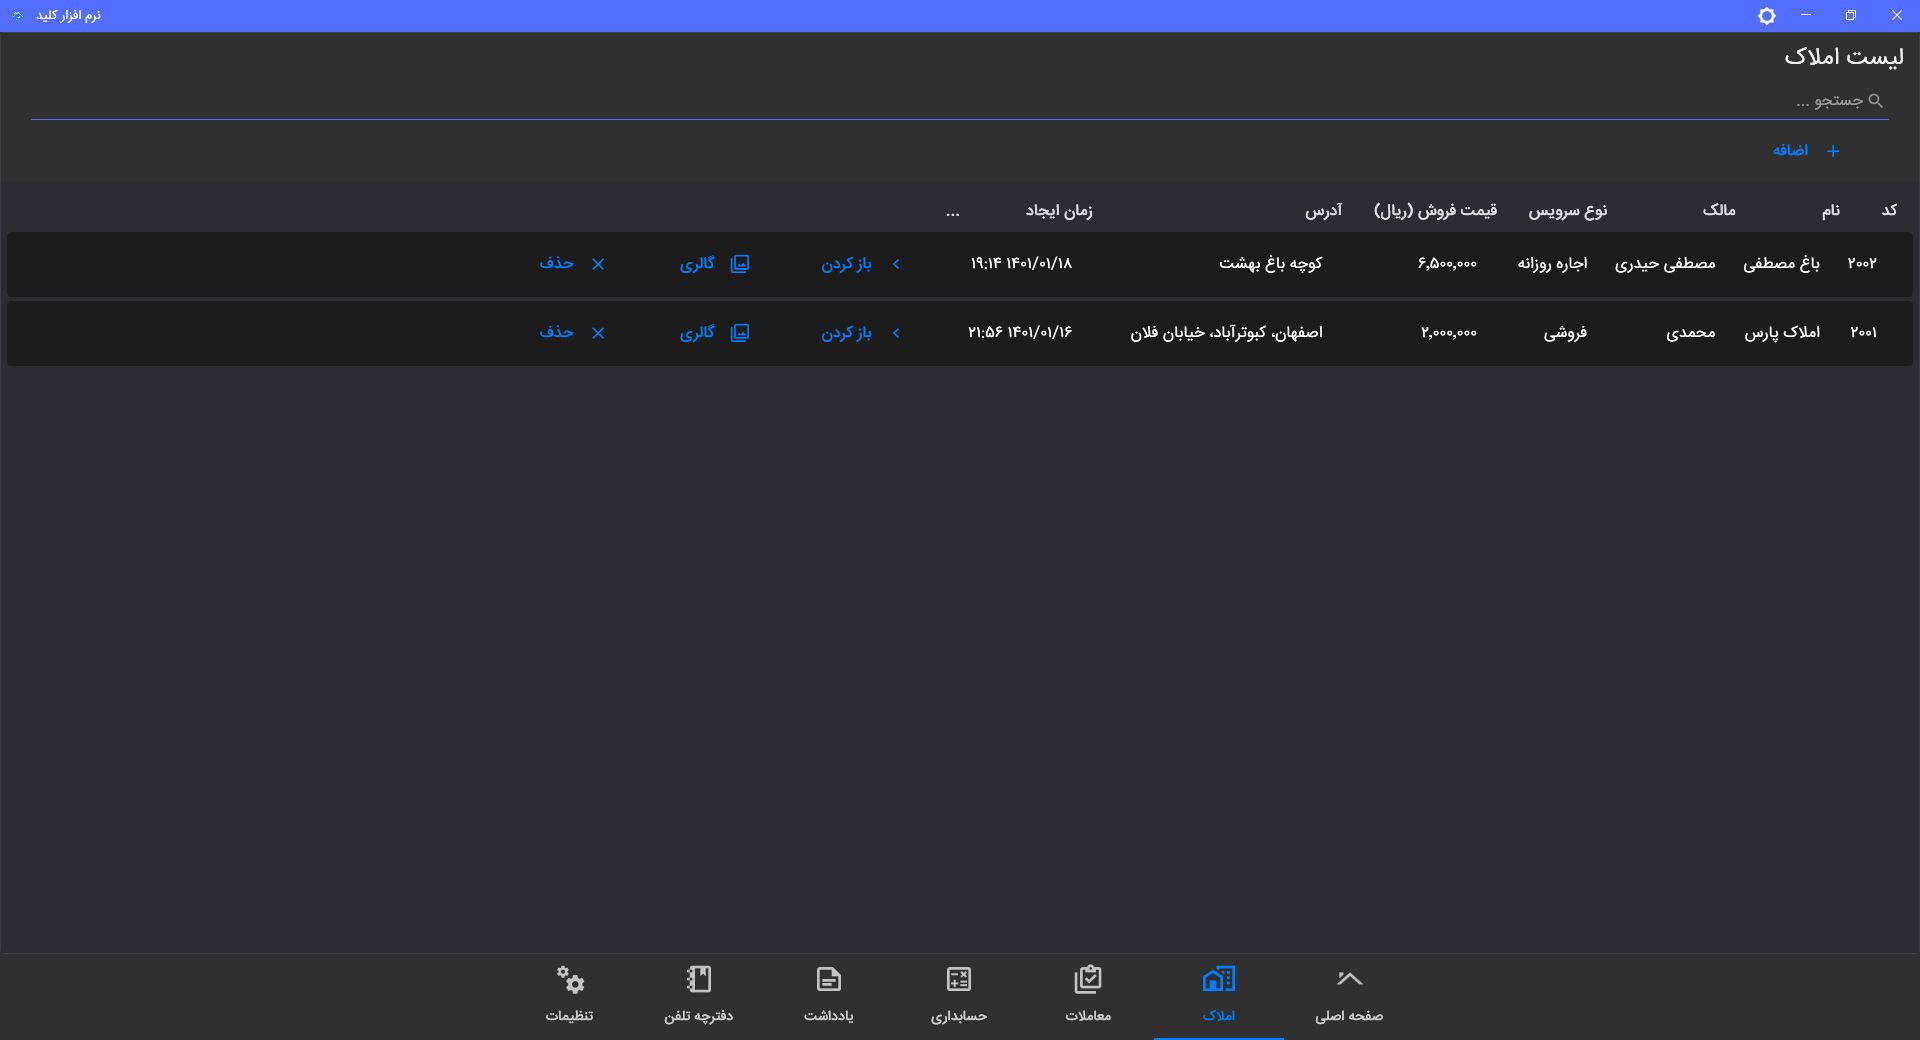 نرم افزار کلید
لیست املاک
جستجو ...
اضافه
کد نام مالک نوع سرویس قیمت فروش (ریال) آدرس زمان ایجاد ...
۲۰۰۲ باغ مصطفی مصطفی حیدری اجاره روزانه ۶,۵۰۰,۰۰۰ کوچه باغ بهشت ۱۴۰۱/۰۱/۱۸ ۱۹:۱۴ باز کردن گالری حذف
۲۰۰۱ املاک پارس محمدی فروشی ۲,۰۰۰,۰۰۰ اصفهان، کبوترآباد، خیابان فلان ۱۴۰۱/۰۱/۱۶ ۲۱:۵۶ باز کردن گالری حذف
صفحه اصلی املاک معاملات حسابداری یادداشت دفترچه تلفن تنظیمات